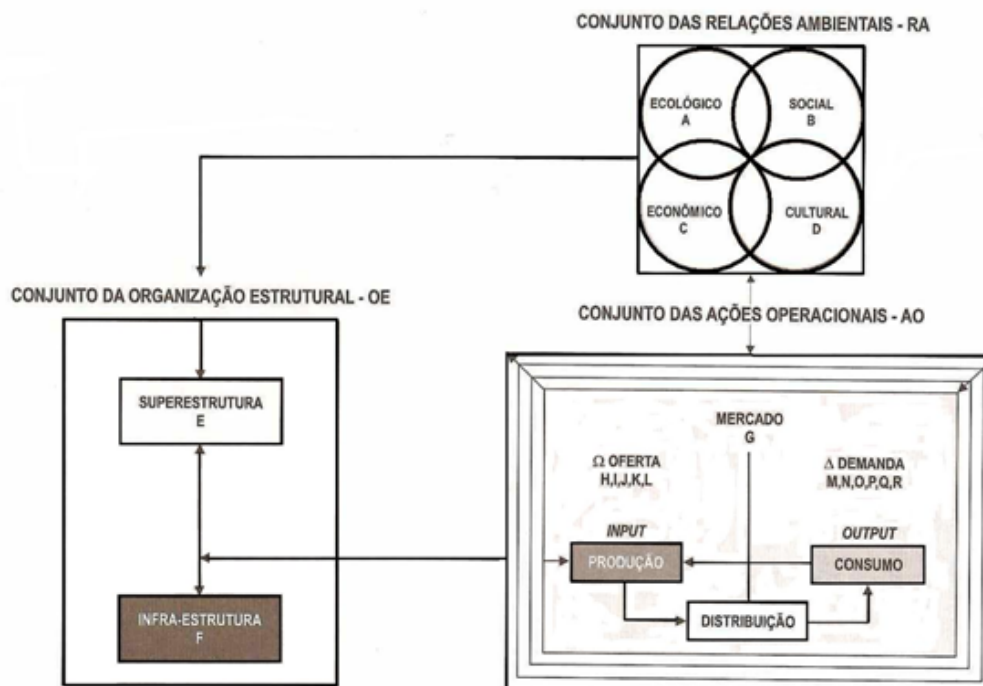 CONJUNTO DAS RELAÇÕES AMBIENTAIS - RA
ECOLÓGICO
A
SOCIAL
B
ECONÔMICO
C
CULTURAL
D
CONJUNTO DA ORGANIZAÇÃO ESTRUTURAL - OE
SUPERESTRUTURA
E
INFRA-ESTRUTURA
F
CONJUNTO DAS AÇÕES OPERACIONAIS - AO
MERCADO
G
Ω OFERTA
H,I,J,K,L
Δ DEMANDA
M,N,O,P,Q,R
INPUT
PRODUÇÃO
OUTPUT
CONSUMO
DISTRIBUIÇÃO